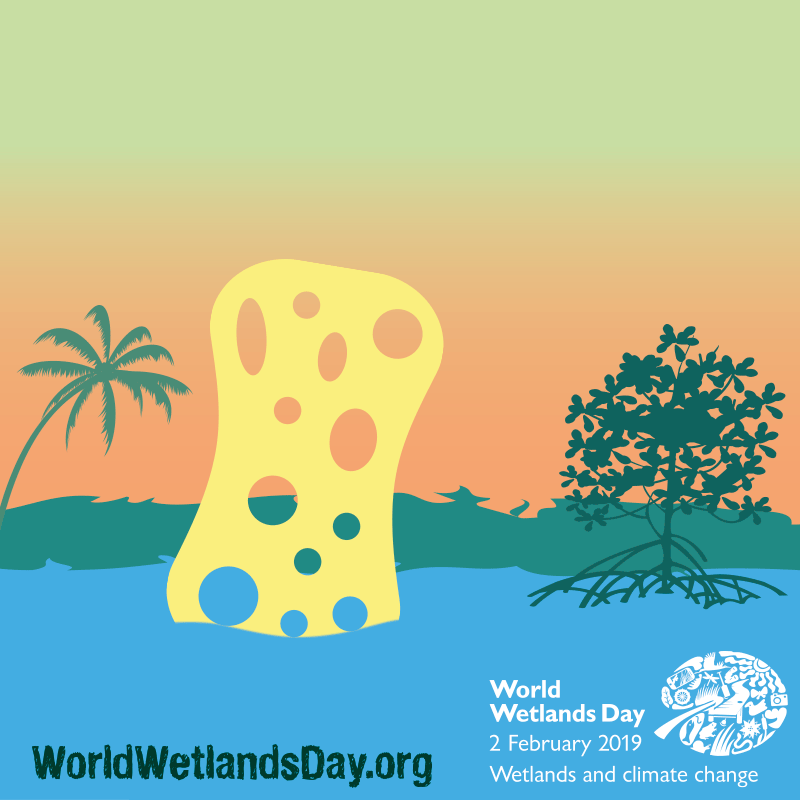 World
Wetlands Day
2 February 2019
Wetlands and climate change
WorldWetlandsDay.org